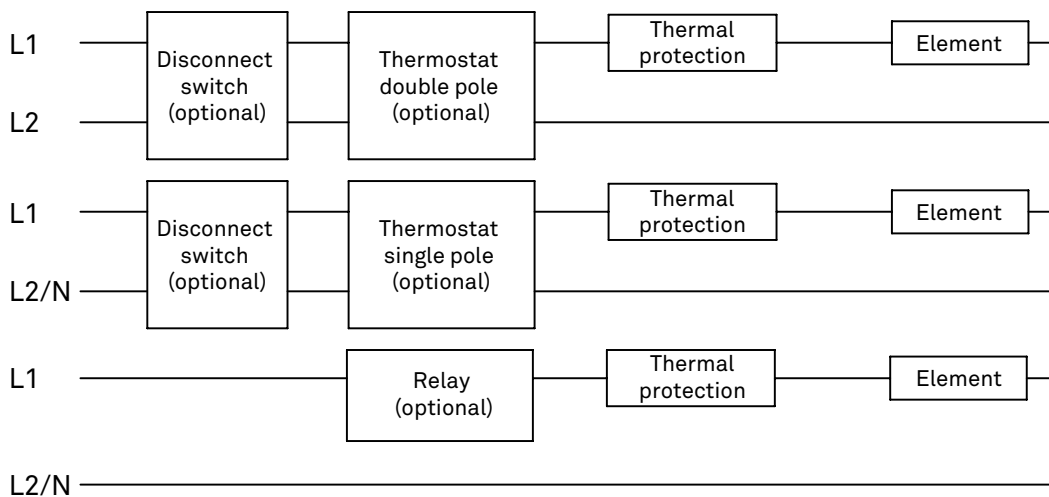 L1
Disconnect
switch
(optional)
Thermostat
double pole
(optional)
Thermal
protection
Element
L2
L1
Disconnect
switch
(optional)
Thermostat
single pole
(optional)
Thermal
protection
Element
L2/N
L1
Relay
(optional)
Thermal
protection
Element
L2/N